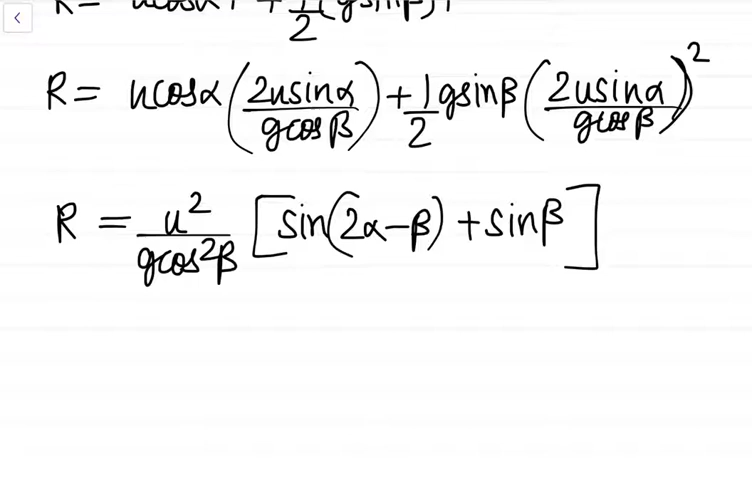 R = ucosα (2usinα/gcosβ) + 1/2 gsinβ (2usinα/gcosβ)²
R = u²/gcos²β [sin(2α-β) + sinβ]